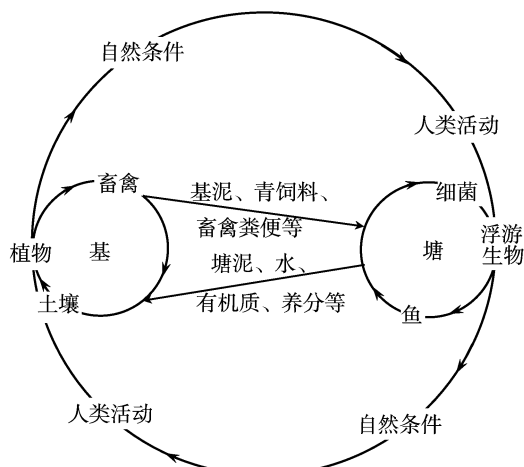 自然条件
人类活动
畜禽
基泥、青饲料、
细菌
畜禽粪便等
植物
基
塘
浮游
生物
塘泥、水、
土壤
有机质、养分等
鱼
人类活动
自然条件